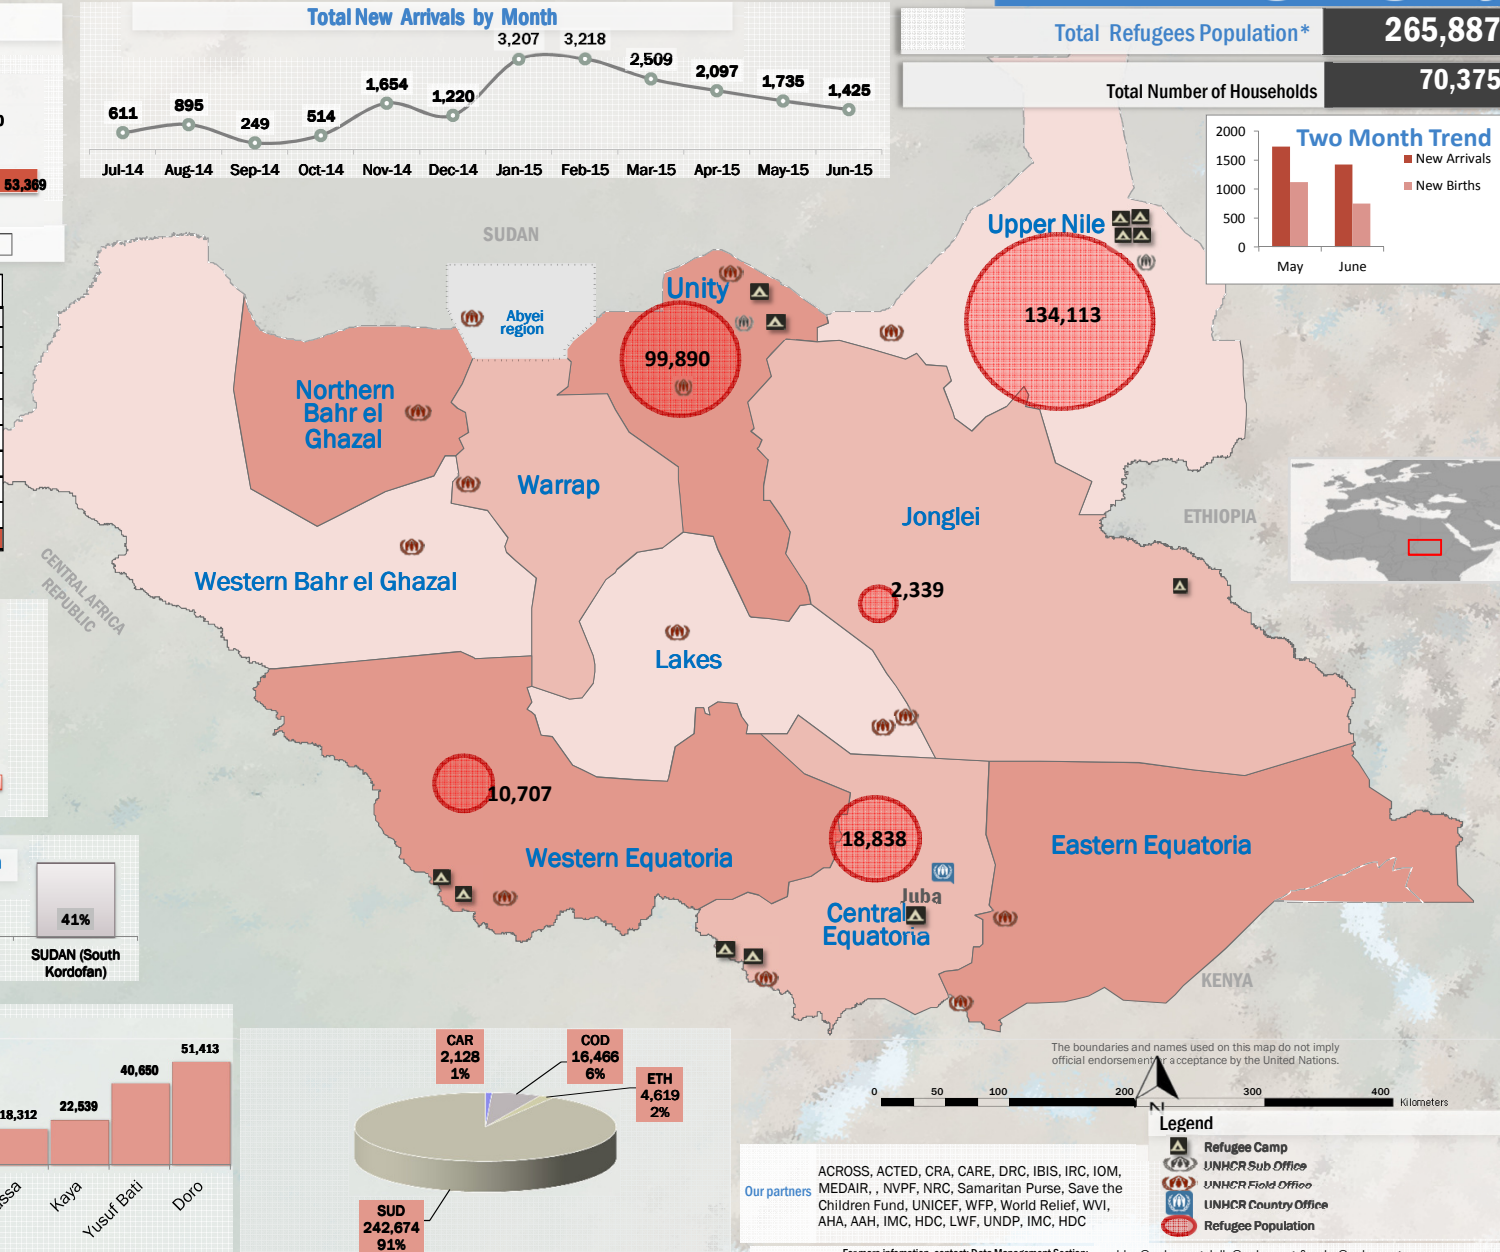 Total New Arrivals by Month
3,207
3,218
2,509
2,097
1,735
1,425
1,654
1,220
611
895
249
514
Jul-14 Aug-14 Sep-14 Oct-14 Nov-14 Dec-14 Jan-15 Feb-15 Mar-15 Apr-15 May-15 Jun-15
Total Refugees Population* 265,887
Total Number of Households 70,375
Two Month Trend
2000
1500
1000
500
0
New Arrivals
New Births
May June
53,369
SUDAN
Upper Nile
134,113
Unity
99,890
Abyei
region
Northern
Bahr el
Ghazal
Warrap
Jonglei
2,339
ETHIOPIA
CENTRAL AFRICA
REPUBLIC
Western Bahr el Ghazal
Lakes
10,707
Western Equatoria
18,838
Juba
Central
Equatoria
Eastern Equatoria
KENYA
41%
SUDAN (South
Kordofan)
18,312
22,539
40,650
51,413
ssa
Kaya
Yusuf Bati
Doro
CAR
2,128
1%
COD
16,466
6%
ETH
4,619
2%
SUD
242,674
91%
The boundaries and names used on this map do not imply
official endorsement or acceptance by the United Nations.
0 50 100 200 300 400
Kilometers
N
Legend
Refugee Camp
UNHCR Sub Office
UNHCR Field Office
UNHCR Country Office
Refugee Population
Our partners
ACROSS, ACTED, CRA, CARE, DRC, IBIS, IRC, IOM,
MEDAIR, , NVPF, NRC, Samaritan Purse, Save the
Children Fund, UNICEF, WFP, World Relief, WVI,
AHA, AAH, IMC, HDC, LWF, UNDP, IMC, HDC